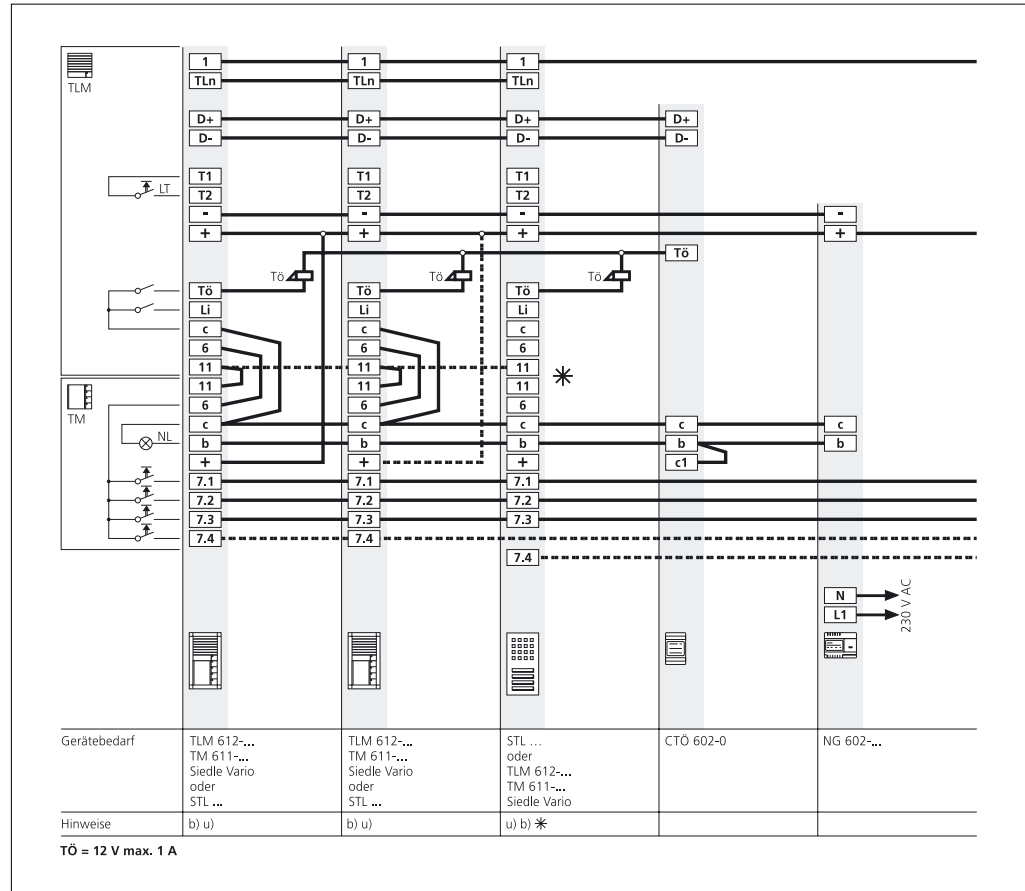 TLM
1 1 1
TLn TLn TLn
D+ D+ D+ D+
D- D- D- D-
T1 T1 T1
LT
T2 T2 T2
- - - -
+ + + +
Tö
Tö Tö Tö
Tö Tö Tö
Li Li Li
c c c
6 6 6
11 11 11
✳
11 11 11
TM
6 6 6
c c c c c
NL
b b b b b
+ + + c1
7.1 7.1 7.1
7.2 7.2 7.2
7.3 7.3 7.3
7.4 7.4
7.4
N
L1
230 V AC
Gerätebedarf
TLM 612-...
TM 611-...
Siedle Vario
oder
STL ...
TLM 612-...
TM 611-...
Siedle Vario
oder
STL ...
STL ...
oder
TLM 612-...
TM 611-...
Siedle Vario
CTÖ 602-0
NG 602-...
Hinweise b) u) b) u) u) b) ✳
TÖ = 12 V max. 1 A